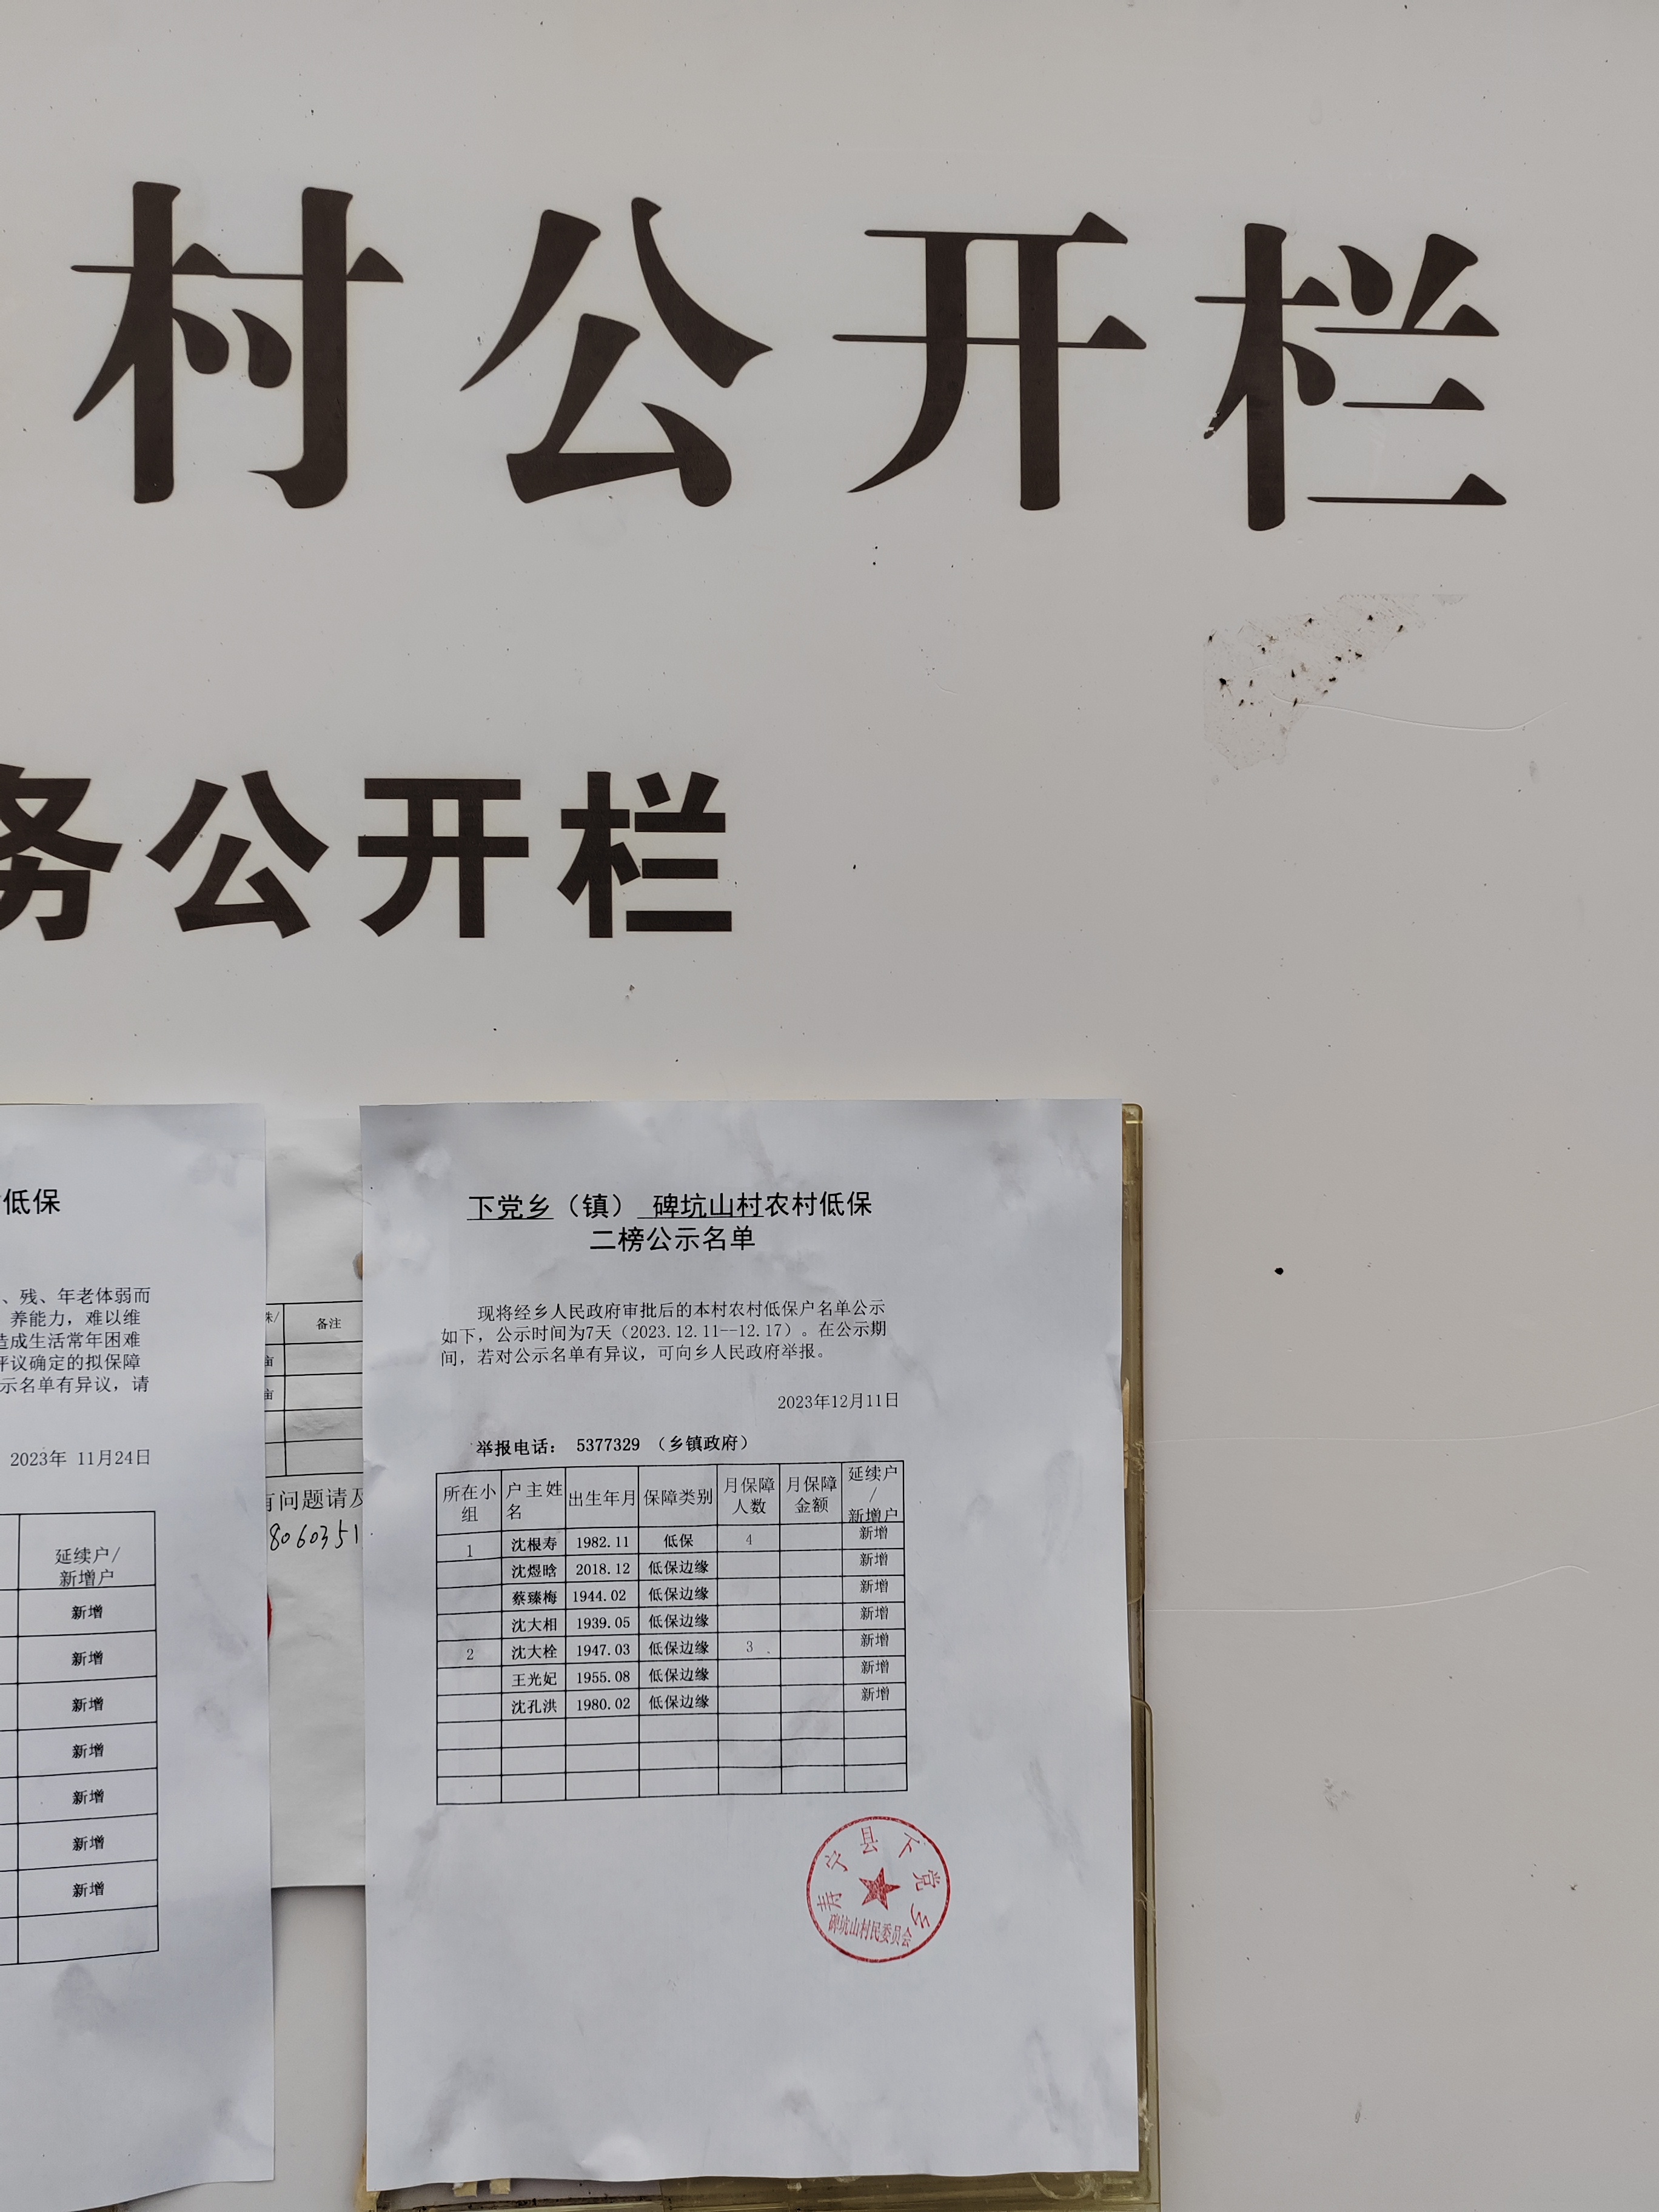 村公开栏
务公开栏
低保
、残、年老体弱而
养能力，难以维
造成生活常年困难
评议确定的拟保障
示名单有异议，请
2023年 11月24日
延续户/
新增户
新增
新增
新增
新增
新增
新增
新增
备注
亩
亩
有问题请及
8060351
下党乡（镇） 碑坑山村农村低保
二榜公示名单
现将经乡人民政府审批后的本村农村低保户名单公示
如下，公示时间为7天（2023.12.11--12.17）。在公示期
间，若对公示名单有异议，可向乡人民政府举报。
2023年12月11日
举报电话： 5377329 （乡镇政府）
所在小组 户主姓名 出生年月 保障类别 月保障人数 月保障金额 延续户/新增户
1 沈根寿 1982.11 低保 4 新增
沈煜晗 2018.12 低保边缘 新增
蔡臻梅 1944.02 低保边缘 新增
沈大相 1939.05 低保边缘 新增
2 沈大栓 1947.03 低保边缘 3 新增
王光妃 1955.08 低保边缘 新增
沈孔洪 1980.02 低保边缘 新增
寿宁县下党乡
碑坑山村民委员会